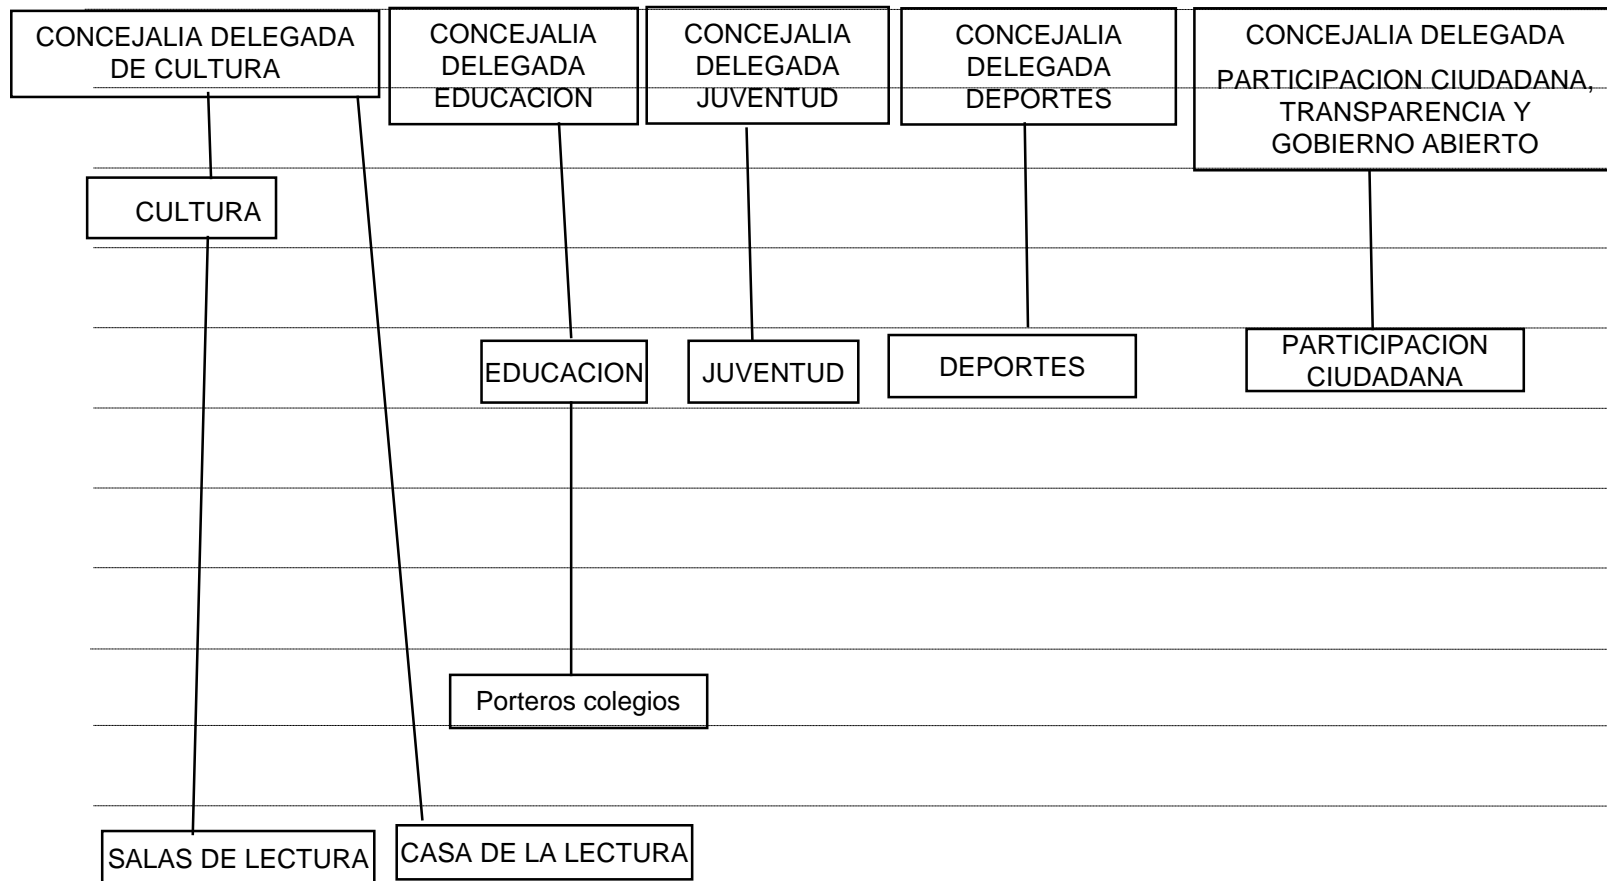 CONCEJALIA DELEGADA
DE CULTURA
CONCEJALIA
DELEGADA
EDUCACION
CONCEJALIA
DELEGADA
JUVENTUD
CONCEJALIA
DELEGADA
DEPORTES
CONCEJALIA DELEGADA
PARTICIPACION CIUDADANA,
TRANSPARENCIA Y
GOBIERNO ABIERTO
CULTURA
EDUCACION
JUVENTUD
DEPORTES
PARTICIPACION
CIUDADANA
Porteros colegios
SALAS DE LECTURA
CASA DE LA LECTURA